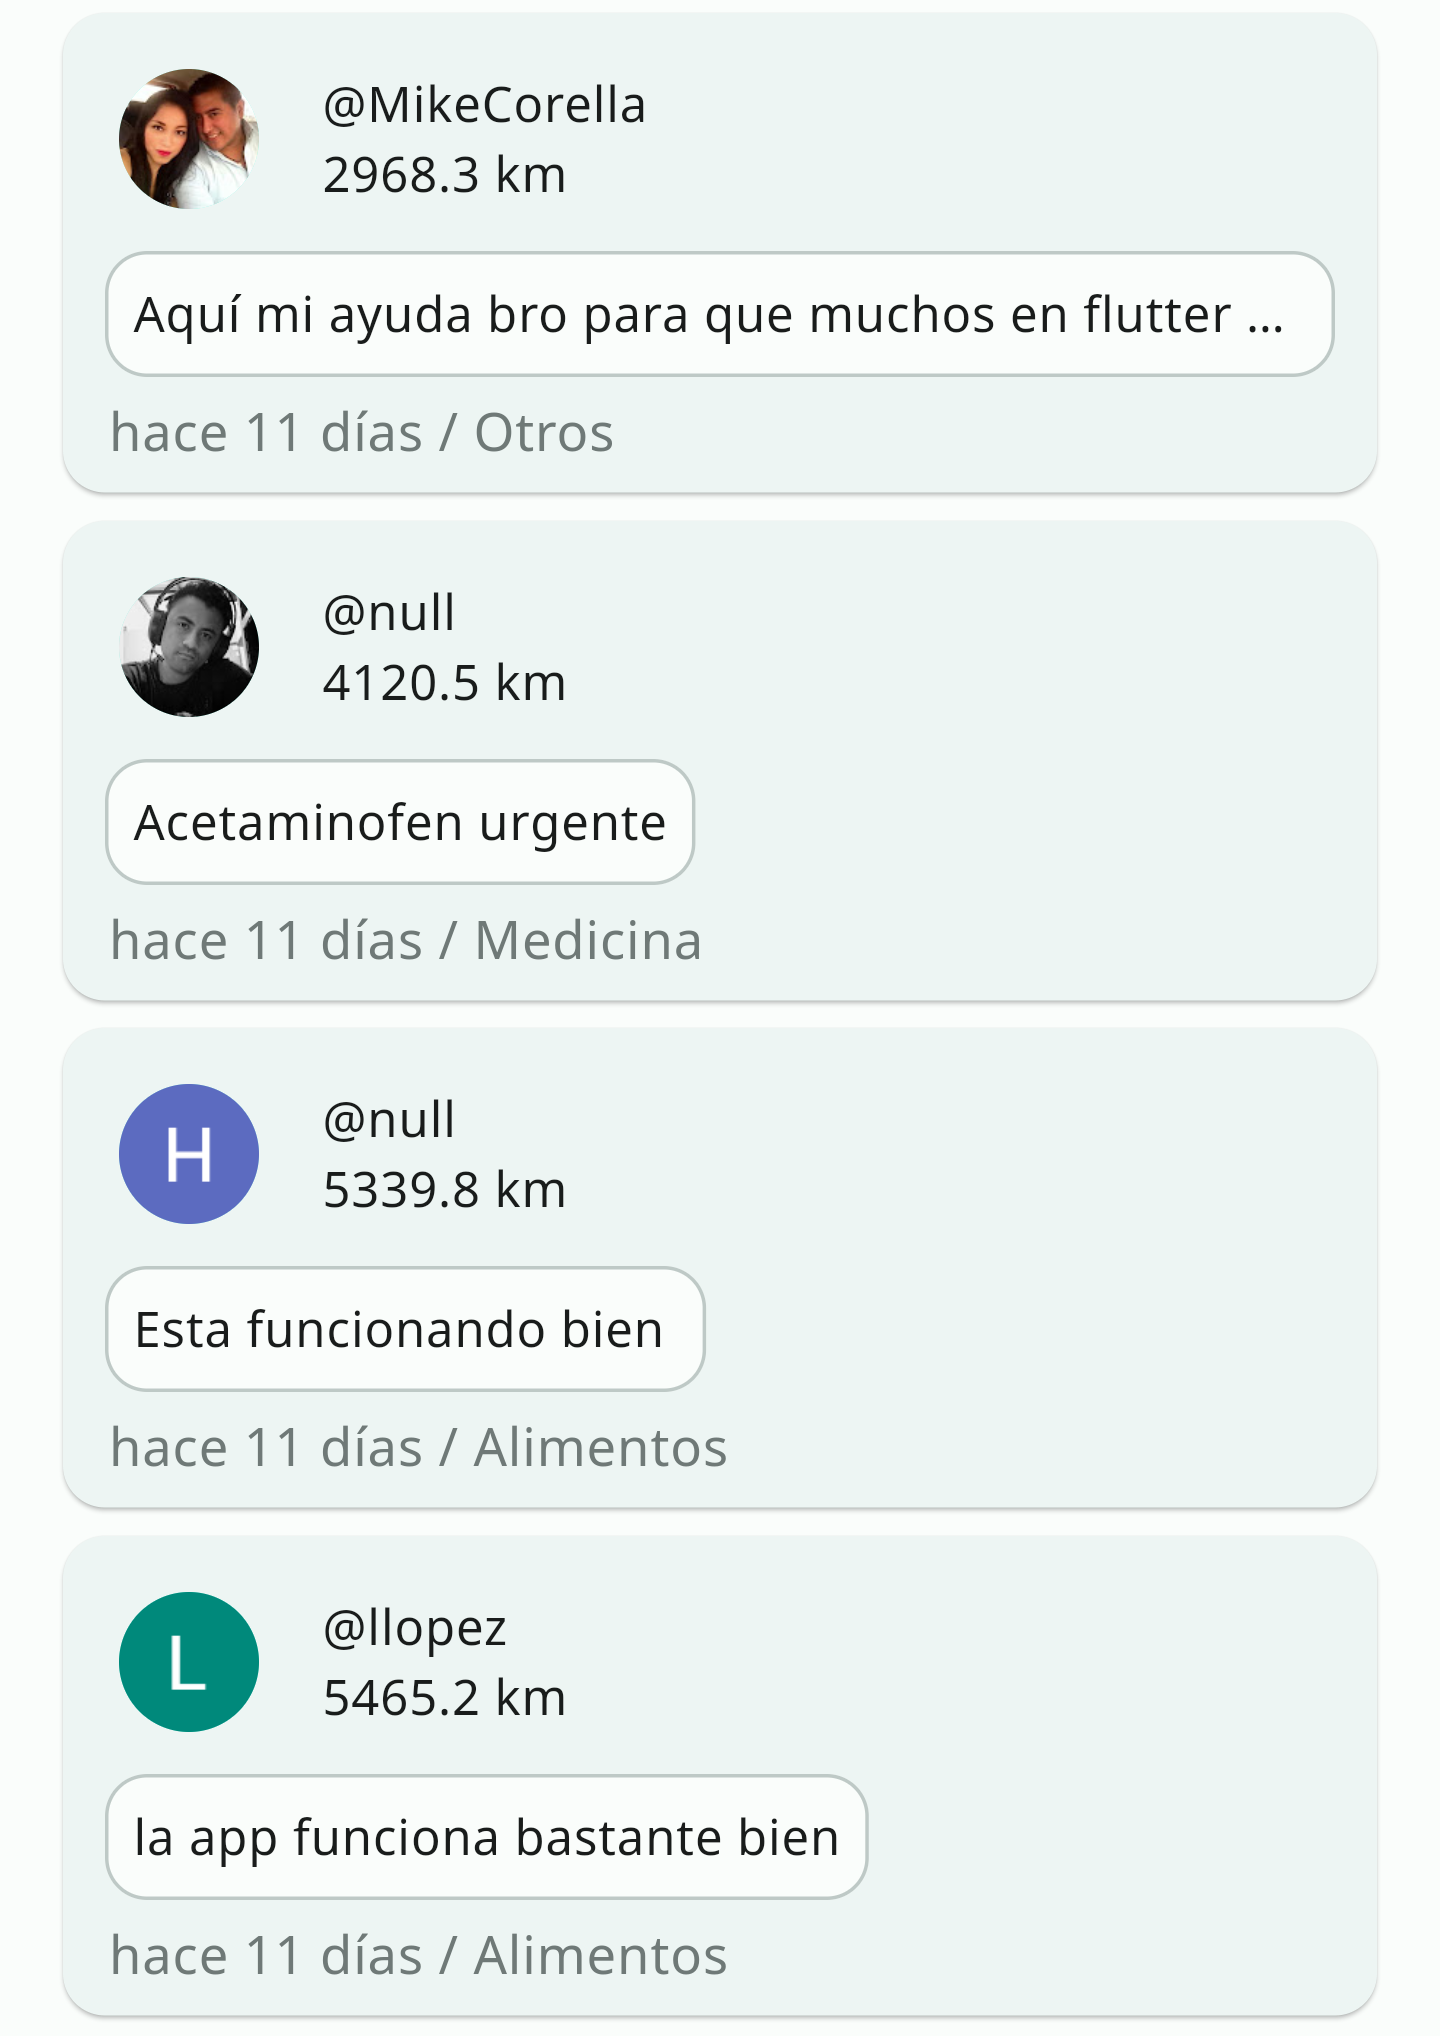 @MikeCorella
2968.3 km
Aquí mi ayuda bro para que muchos en flutter ...
hace 11 días / Otros
@null
4120.5 km
Acetaminofen urgente
hace 11 días / Medicina
H
@null
5339.8 km
Esta funcionando bien
hace 11 días / Alimentos
L
@llopez
5465.2 km
la app funciona bastante bien
hace 11 días / Alimentos